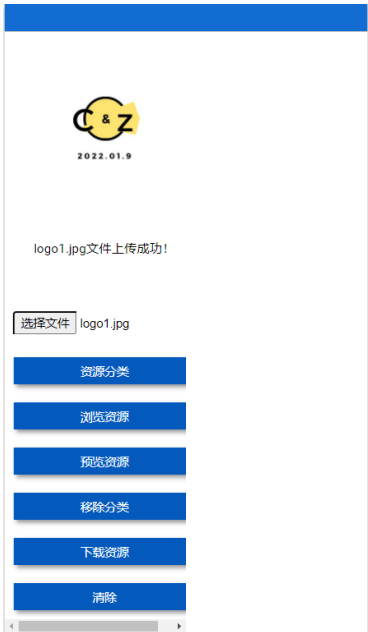 C & Z
2022.01.9
logo1.jpg文件上传成功！
选择文件 logo1.jpg
资源分类
浏览资源
预览资源
移除分类
下载资源
清除